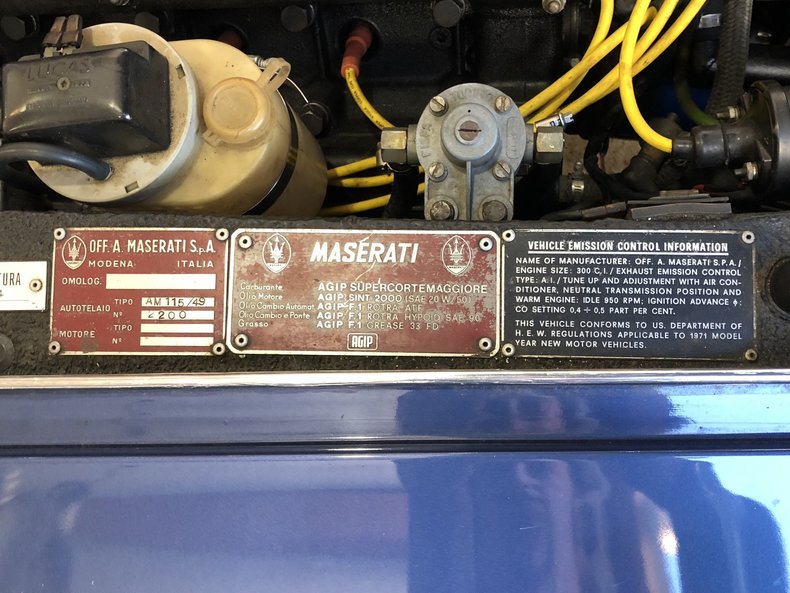 LUCAS
TURA
OFF. A. MASERATI S.p.A.
MODENA ITALIA
OMOLOG.
AUTOTELAIO TIPO AM 115/49
Nº 2200
MOTORE TIPO
Nº
MASERATI
Carburante AGIP SUPERCORTEMAGGIORE
Olio Motore AGIP SINT. 2000 (SAE 20 W/50)
Olio Cambio Automat. AGIP F.1 ROTRA ATF
Olio Cambio e Ponte AGIP F.1 ROTRA HYPOID SAE 90
Grasso AGIP F.1 GREASE 33 FD
AGIP
VEHICLE EMISSION CONTROL INFORMATION
NAME OF MANUFACTURER: OFF. A. MASERATI S.P.A./
ENGINE SIZE: 300 C.I./ EXHAUST EMISSION CONTROL
TYPE: A.I./ TUNE UP AND ADJUSTMENT WITH AIR CON-
DITIONER, NEUTRAL TRANSMISSION POSITION AND
WARM ENGINE: IDLE 950 RPM; IGNITION ADVANCE ϕ:
CO SETTING 0,4 ÷ 0,5 PART PER CENT.
THIS VEHICLE CONFORMS TO US. DEPARTMENT OF
H. E. W. REGULATIONS APPLICABLE TO 1971 MODEL
YEAR NEW MOTOR VEHICLES.